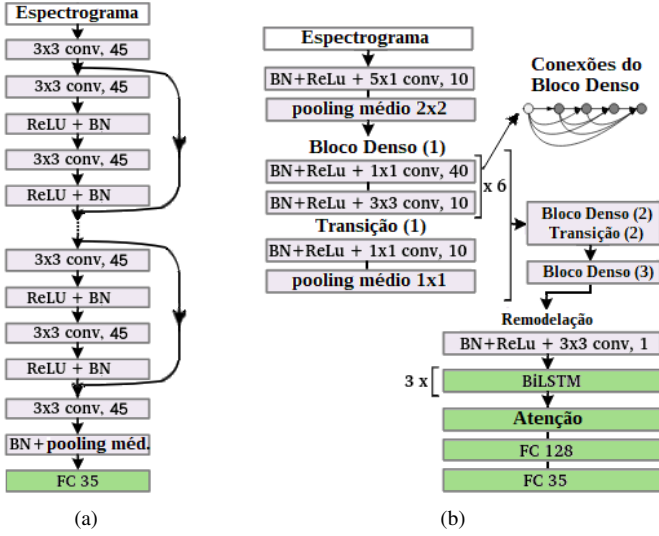 Espectrograma
3x3 conv, 45
3x3 conv, 45
ReLU + BN
3x3 conv, 45
ReLU + BN
3x3 conv, 45
ReLU + BN
3x3 conv, 45
ReLU + BN
3x3 conv, 45
BN+pooling méd.
FC 35
(a)
Espectrograma
BN+ReLu + 5x1 conv, 10
pooling médio 2x2
Bloco Denso (1)
BN+ReLu + 1x1 conv, 40
BN+ReLu + 3x3 conv, 10
x 6
Transição (1)
BN+ReLu + 1x1 conv, 10
pooling médio 1x1
Conexões do
Bloco Denso
Bloco Denso (2)
Transição (2)
Bloco Denso (3)
Remodelação
BN+ReLu + 3x3 conv, 1
3 x
BiLSTM
Atenção
FC 128
FC 35
(b)